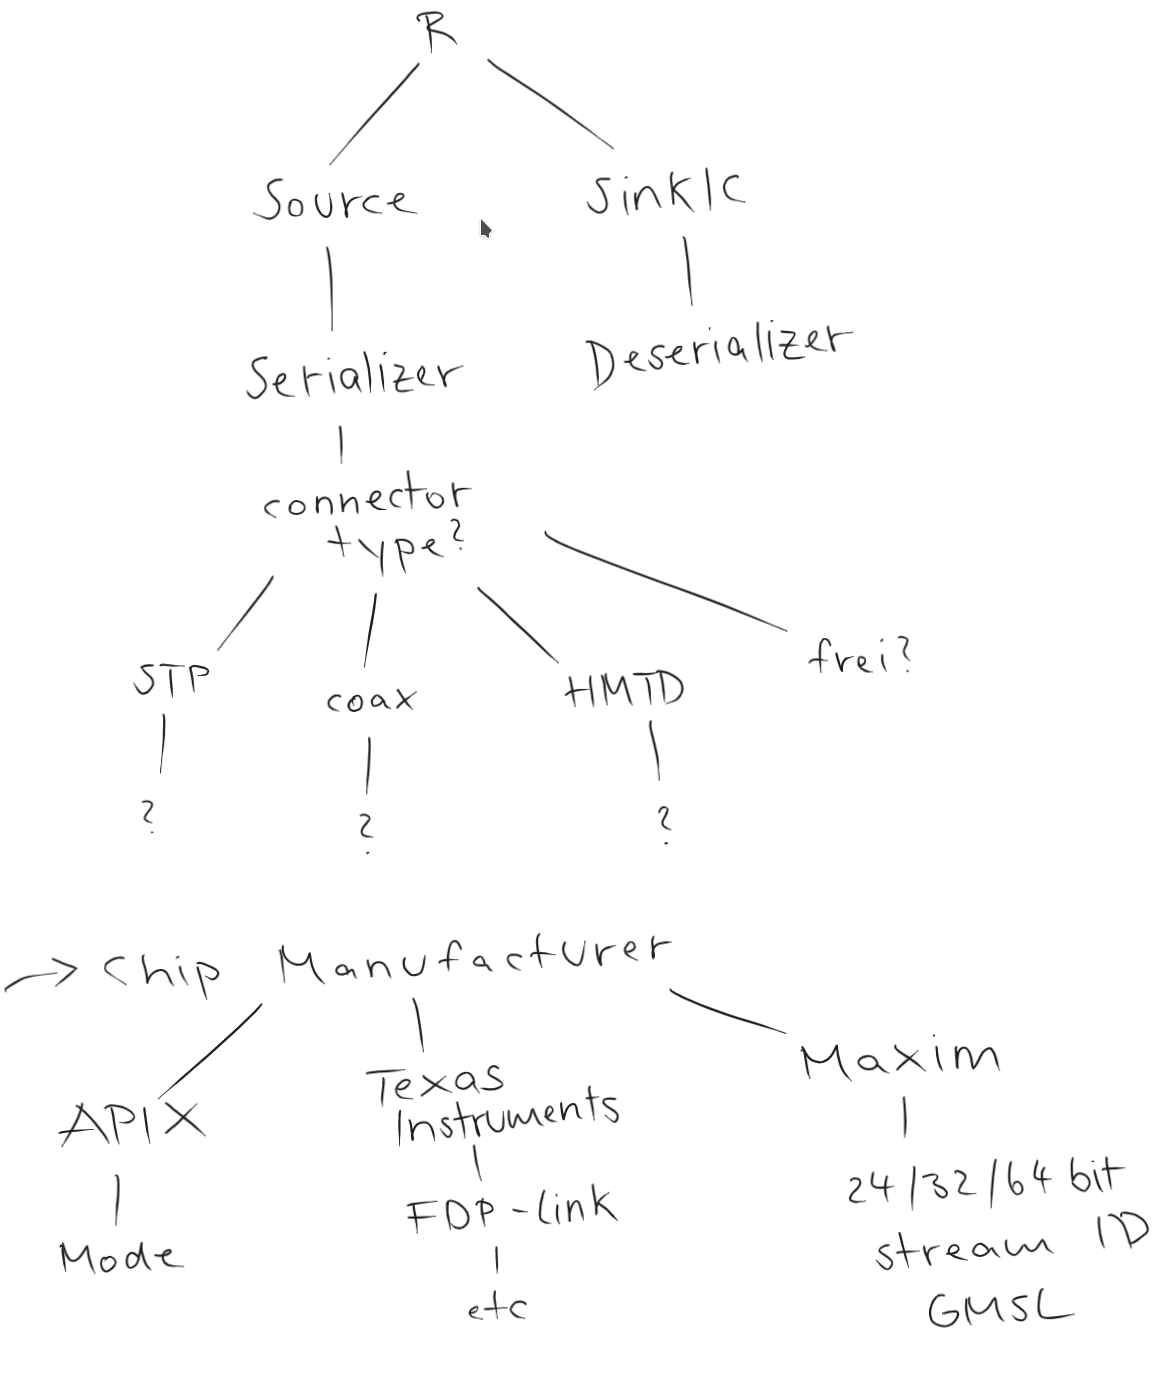 R
Source
Sink/c
Serializer
Deserializer
connector
type?
STP
coax
HMTD
frei?
?
?
?
→ Chip Manufacturer
APIX
Texas
Instruments
Maxim
Mode
FDP-link
etc
24/32/64 bit
stream ID
GMSL